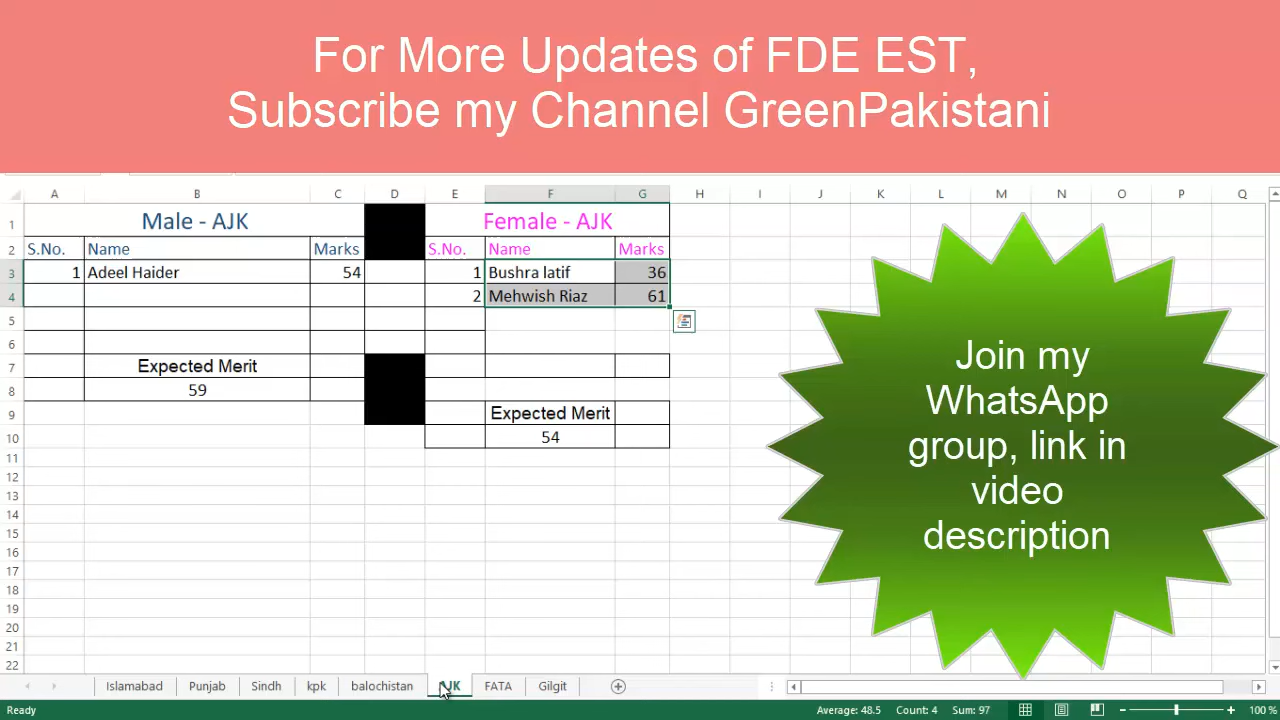 For More Updates of FDE EST,
Subscribe my Channel GreenPakistani
A B C D E F G H I J K L M N O P Q
1 Male - AJK Female - AJK
2 S.No. Name Marks S.No. Name Marks
3 1 Adeel Haider 54 1 Bushra latif 36
4 2 Mehwish Riaz 61
5
6
7 Expected Merit
8 59
9 Expected Merit
10 54
11
12
13
14
15
16
17
18
19
20
21
22
Join my
WhatsApp
group, link in
video
description
Islamabad Punjab Sindh kpk balochistan AJK FATA Gilgit
Ready Average: 48.5 Count: 4 Sum: 97 100 %